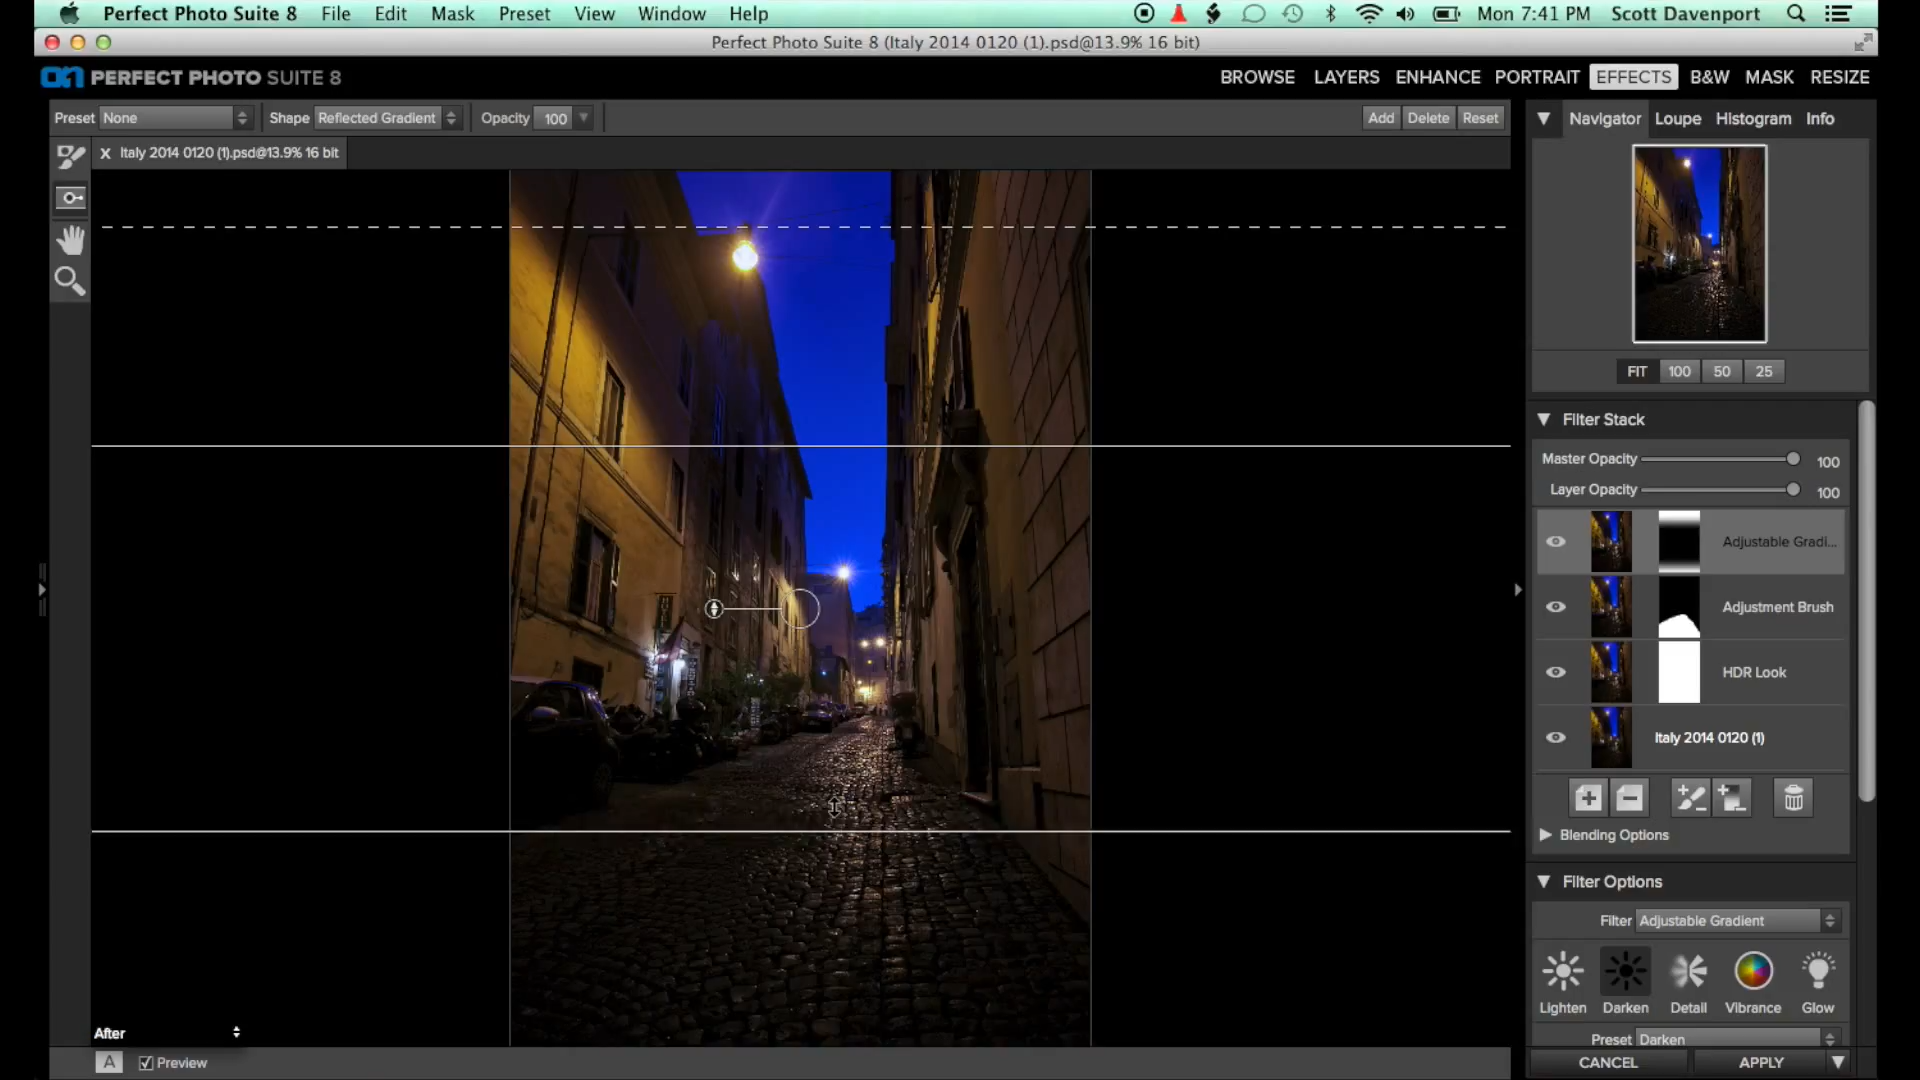 Perfect Photo Suite 8 File Edit Mask Preset View Window Help Mon 7:41 PM Scott Davenport
Perfect Photo Suite 8 (Italy 2014 0120 (1).psd@13.9% 16 bit)
on PERFECT PHOTO SUITE 8 BROWSE LAYERS ENHANCE PORTRAIT EFFECTS B&W MASK RESIZE
Preset None Shape Reflected Gradient Opacity 100 Add Delete Reset
Navigator Loupe Histogram Info
X Italy 2014 0120 (1).psd@13.9% 16 bit
FIT 100 50 25
Filter Stack
Master Opacity 100
Layer Opacity 100
Adjustable Gradi...
Adjustment Brush
HDR Look
Italy 2014 0120 (1)
Blending Options
Filter Options
Filter Adjustable Gradient
Lighten Darken Detail Vibrance Glow
Preset Darken
After
A Preview
CANCEL APPLY